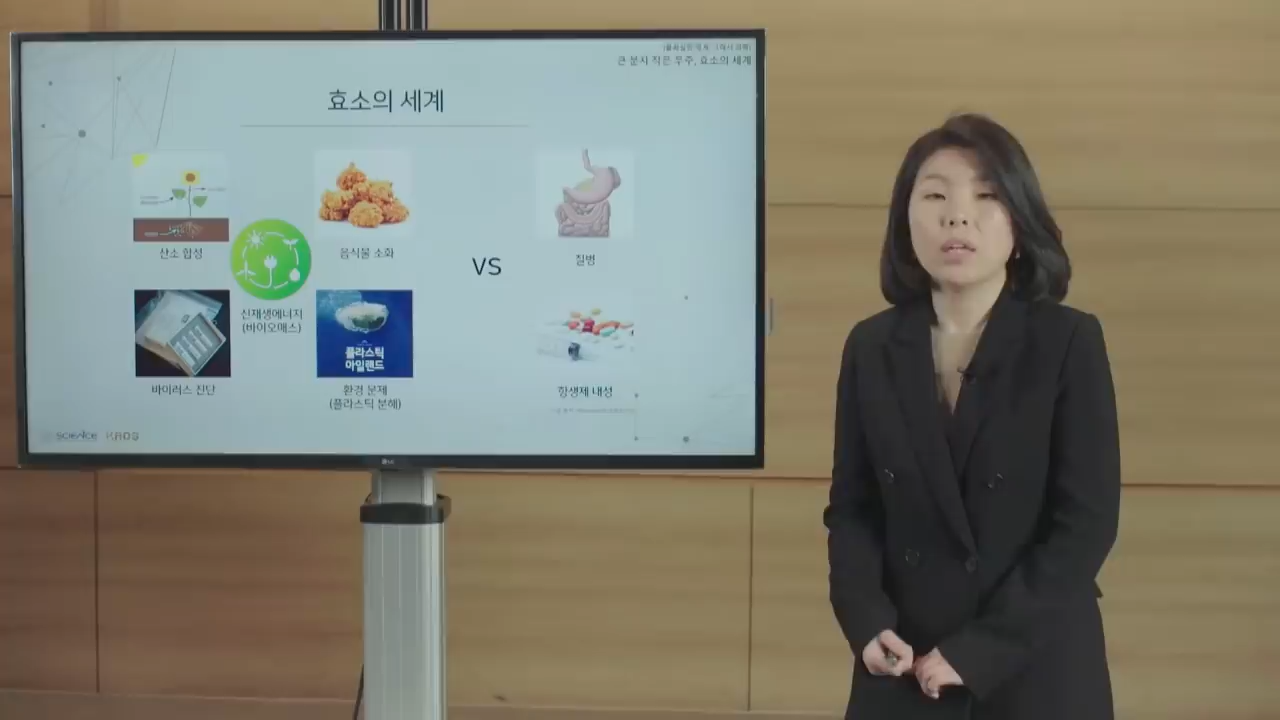 큰 분자 작은 우주, 효소의 세계
효소의 세계
산소 합성
음식물 소화
VS
질병
신재생에너지
(바이오매스)
플라스틱
아일랜드
바이러스 진단
환경 문제
(플라스틱 분해)
항생제 내성
SCIENCE KAOS
LG